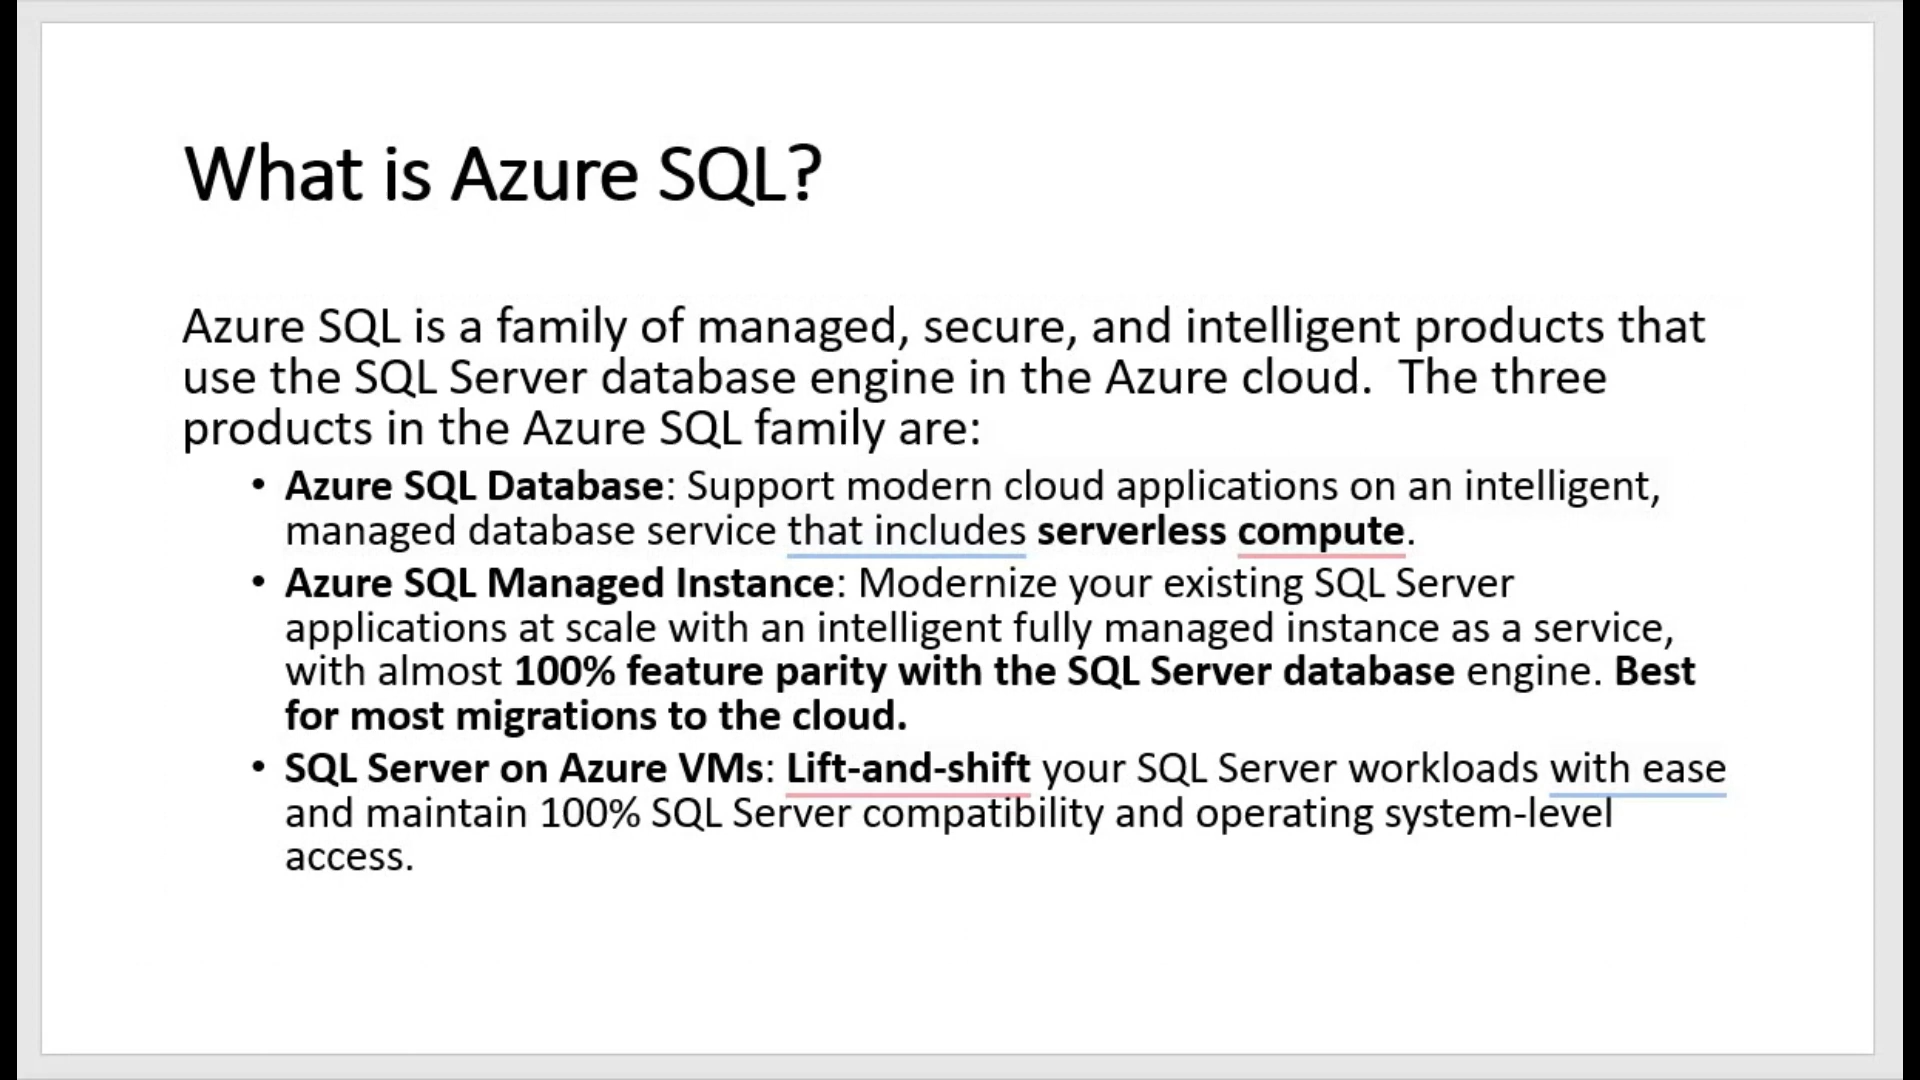 What is Azure SQL?
Azure SQL is a family of managed, secure, and intelligent products that
use the SQL Server database engine in the Azure cloud.  The three
products in the Azure SQL family are:
• Azure SQL Database: Support modern cloud applications on an intelligent,
managed database service that includes serverless compute.
• Azure SQL Managed Instance: Modernize your existing SQL Server
applications at scale with an intelligent fully managed instance as a service,
with almost 100% feature parity with the SQL Server database engine. Best
for most migrations to the cloud.
• SQL Server on Azure VMs: Lift-and-shift your SQL Server workloads with ease
and maintain 100% SQL Server compatibility and operating system-level
access.